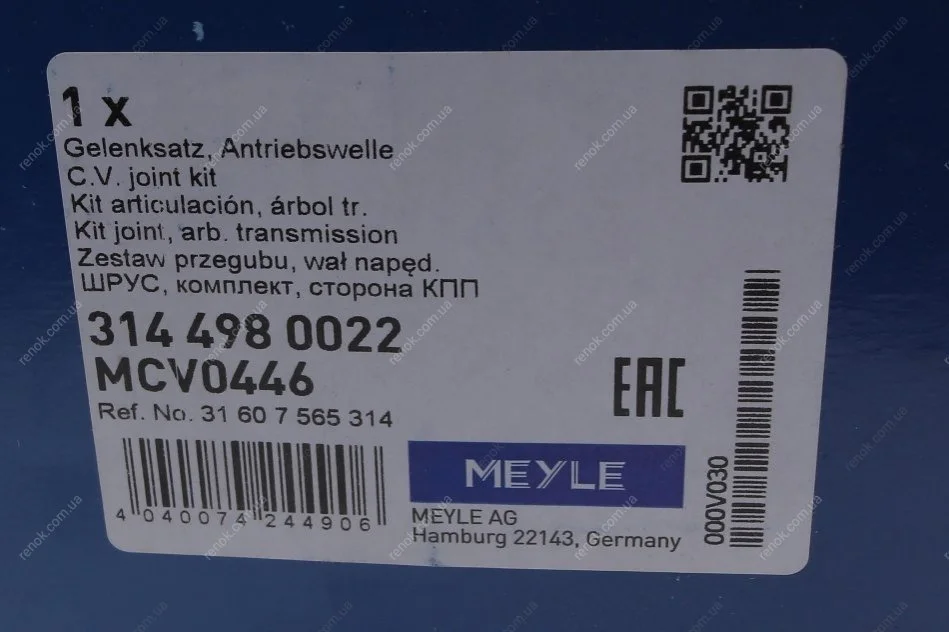 1 x
Gelenksatz, Antriebswelle
C.V. joint kit
Kit articulación, árbol tr.
Kit joint, arb. transmission
Zestaw przegubu, wał napęd.
ШРУС, комплект, сторона КПП
314 498 0022
MCV0446
Ref. No. 31 60 7 565 314
4 040074 244906
EAC
MEYLE
MEYLE AG
Hamburg 22143, Germany
000V030
renok.com.ua